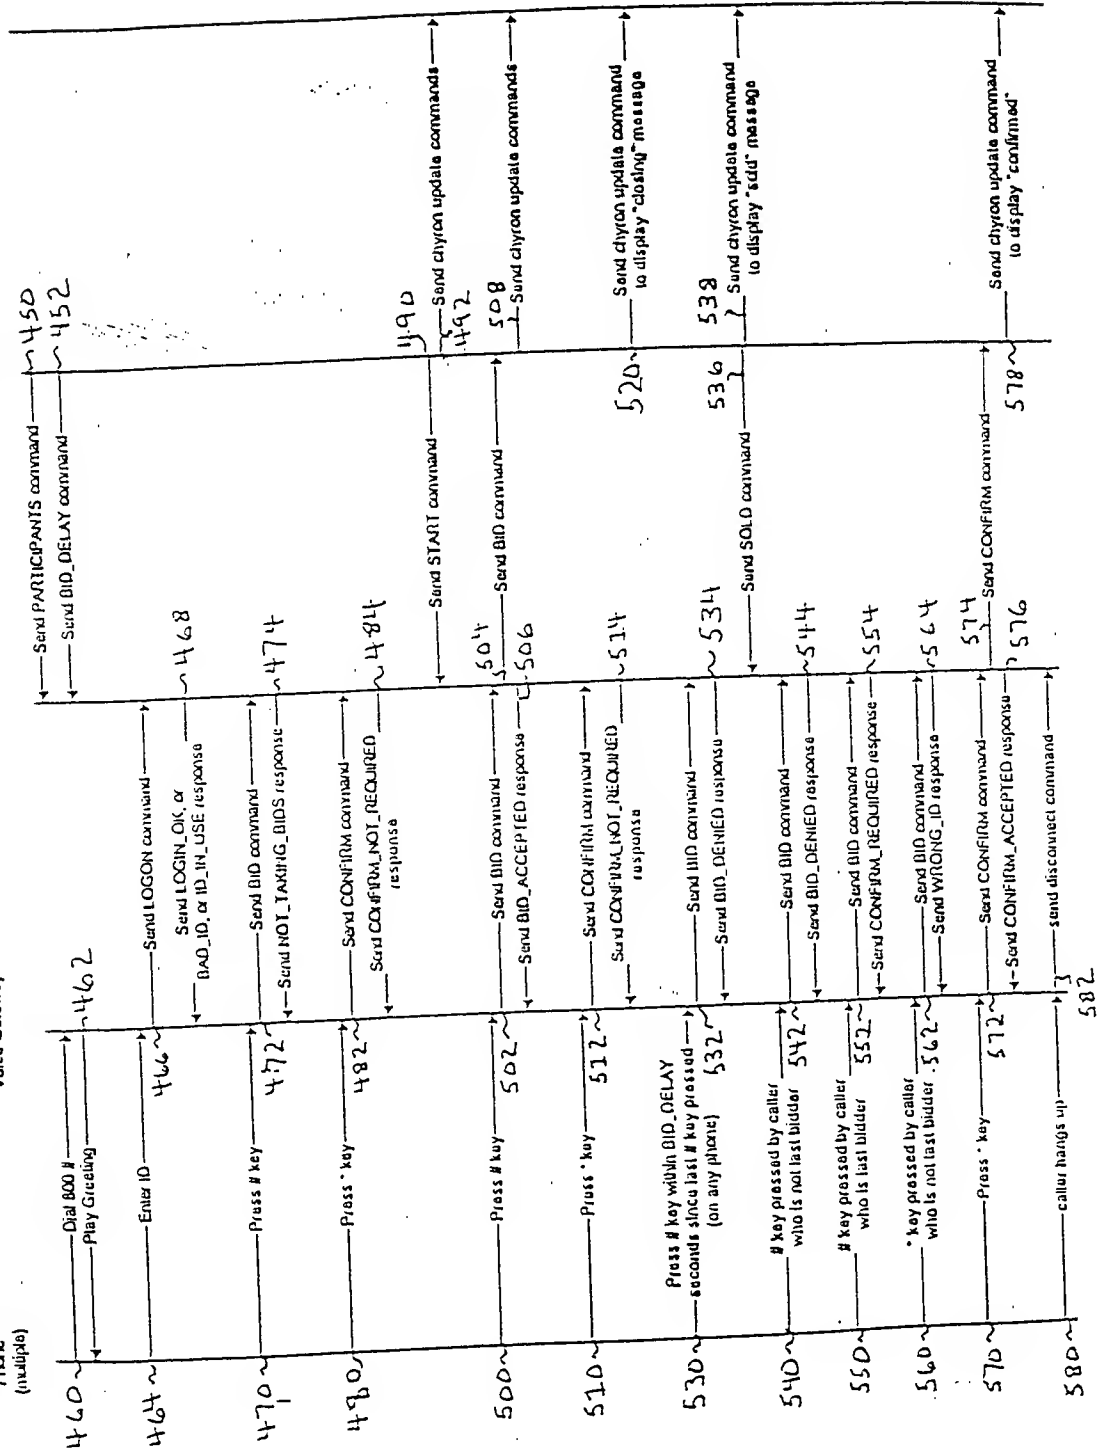 (multiple)
Send PARTICIPANTS command
450
Send BID_DELAY command
452
460
Dial 800 #
Play Greeting
462
464
Enter ID
466
Send LOGON command
Send LOGIN_OK, or
BAD_ID, or ID_IN_USE response
468
470
Press # key
472
Send BID command
Send NOT_TAKING_BIDS response
474
480
Press * key
482
Send CONFIRM command
Send CONFIRM_NOT_REQUIRED
response
484
Send START command
490
Send chyron update commands
492
500
Press # key
502
Send BID command
Send BID_ACCEPTED response
504
506
Send BID command
508
Send chyron update commands
510
Press * key
512
Send CONFIRM command
Send CONFIRM_NOT_REQUIRED
response
514
520
Send chyron update command
to display "closing" message
530
Press # key within BID_DELAY
seconds since last # key pressed
(on any phone)
532
Send BID command
Send BID_DENIED response
534
Send SOLD command
536
538
Send chyron update command
to display "sold" message
540
# key pressed by caller
who is not last bidder
542
Send BID command
Send BID_DENIED response
544
550
# key pressed by caller
who is last bidder
552
Send BID command
Send CONFIRM_REQUIRED response
554
560
* key pressed by caller
who is not last bidder
562
Send BID command
Send WRONG_ID response
564
570
Press * key
572
Send CONFIRM command
Send CONFIRM_ACCEPTED response
574
576
Send CONFIRM command
578
Send chyron update command
to display "confirmed"
580
caller hangs up
582
send disconnect command